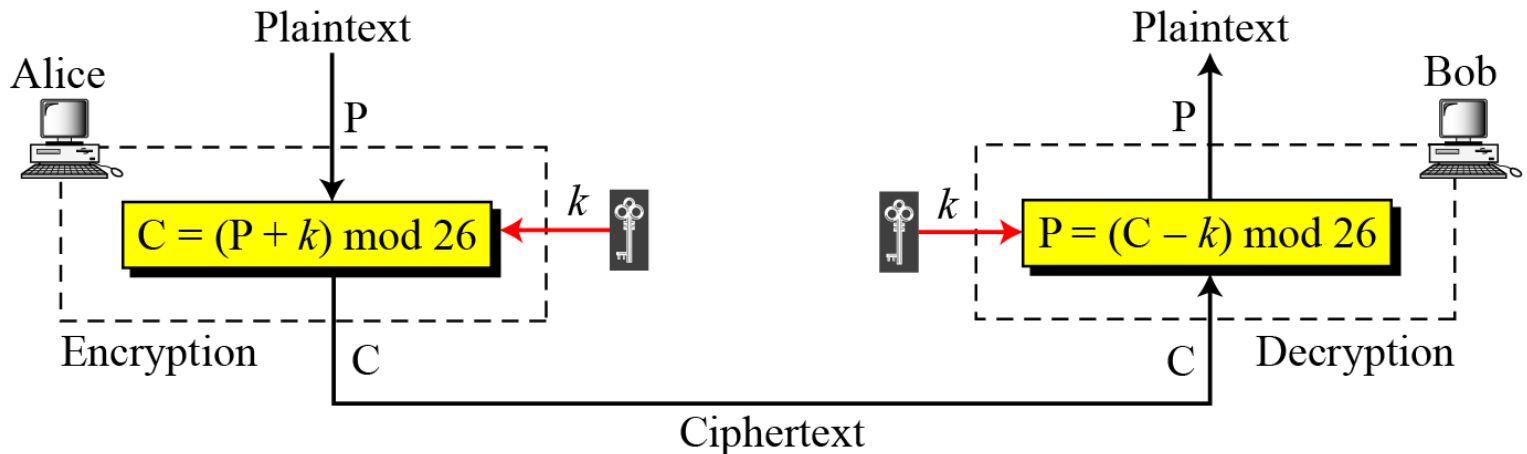 Plaintext
Plaintext
Alice
Bob
P
P
k
k
C = (P + k) mod 26
P = (C – k) mod 26
Encryption
C
C
Decryption
Ciphertext